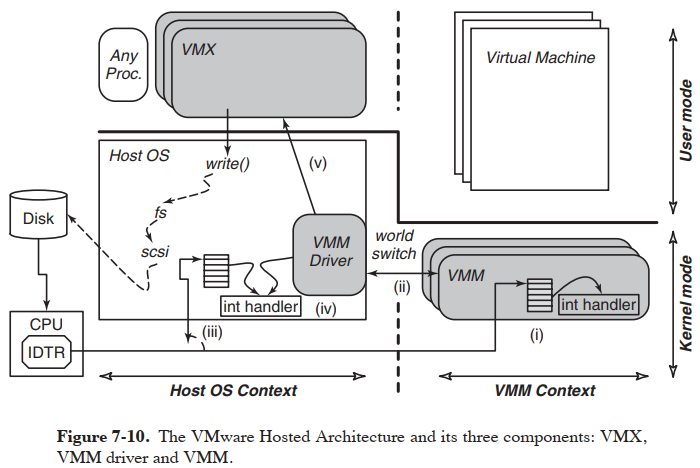 Any
Proc.
VMX
Virtual Machine
User mode
Host OS
write()
(v)
fs
Disk
scsi
VMM
Driver
world
switch
(ii)
VMM
int handler
(iv)
int handler
(i)
Kernel mode
CPU
IDTR
(iii)
Host OS Context
VMM Context
Figure 7-10. The VMware Hosted Architecture and its three components: VMX,
VMM driver and VMM.